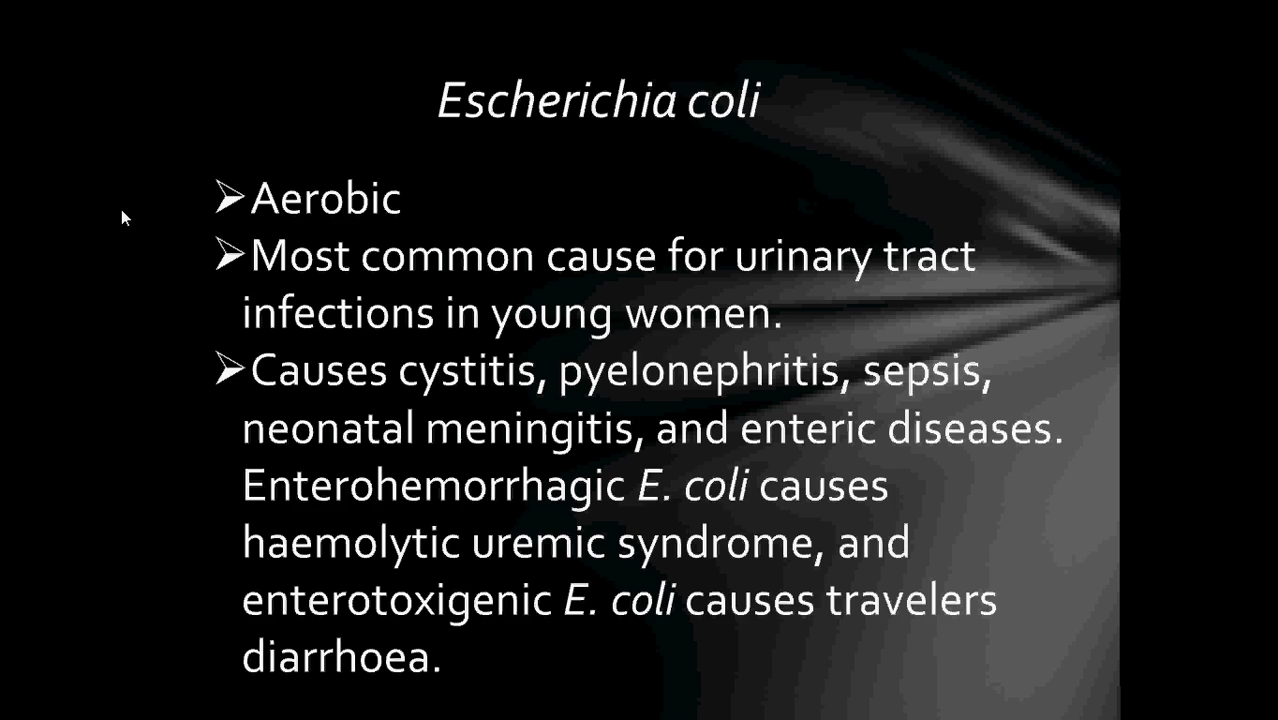 Escherichia coli
➢Aerobic
➢Most common cause for urinary tract
infections in young women.
➢Causes cystitis, pyelonephritis, sepsis,
neonatal meningitis, and enteric diseases.
Enterohemorrhagic E. coli causes
haemolytic uremic syndrome, and
enterotoxigenic E. coli causes travelers
diarrhoea.